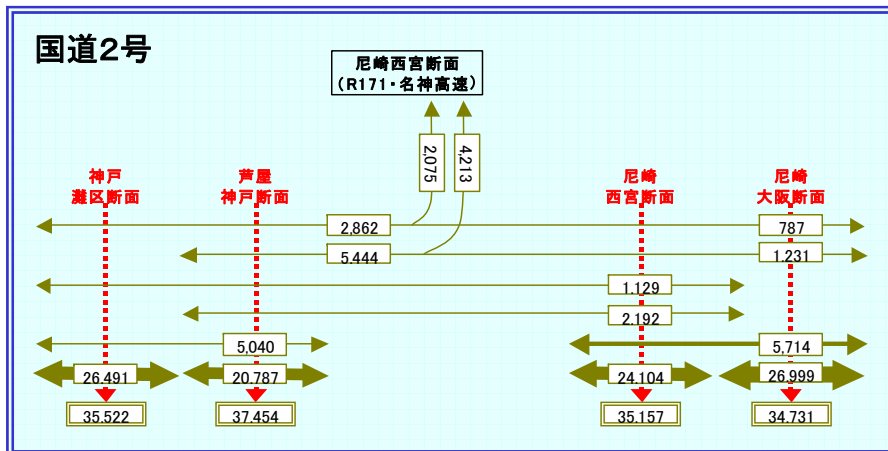 国道2号
尼崎西宮断面
(R171・名神高速)
2,075
4,213
神戸
灘区断面
芦屋
神戸断面
尼崎
西宮断面
尼崎
大阪断面
2,862
787
5,444
1,231
1,129
2,192
5,040
5,714
26,491
20,787
24,104
26,999
35,522
37,454
35,157
34,731